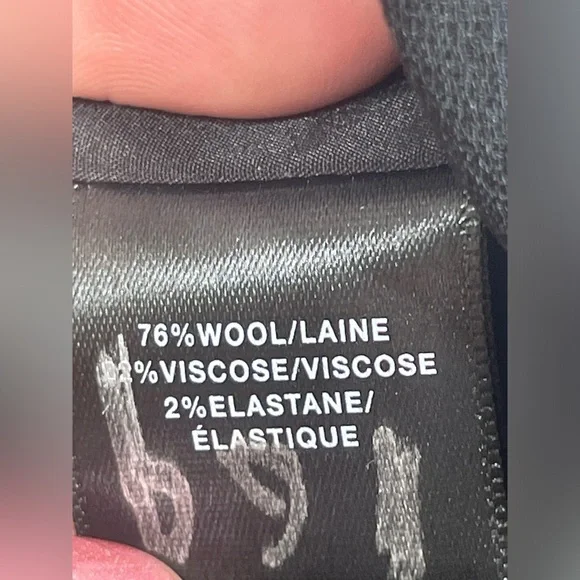 76%WOOL/LAINE
%VISCOSE/VISCOSE
2%ELASTANE/
ÉLASTIQUE